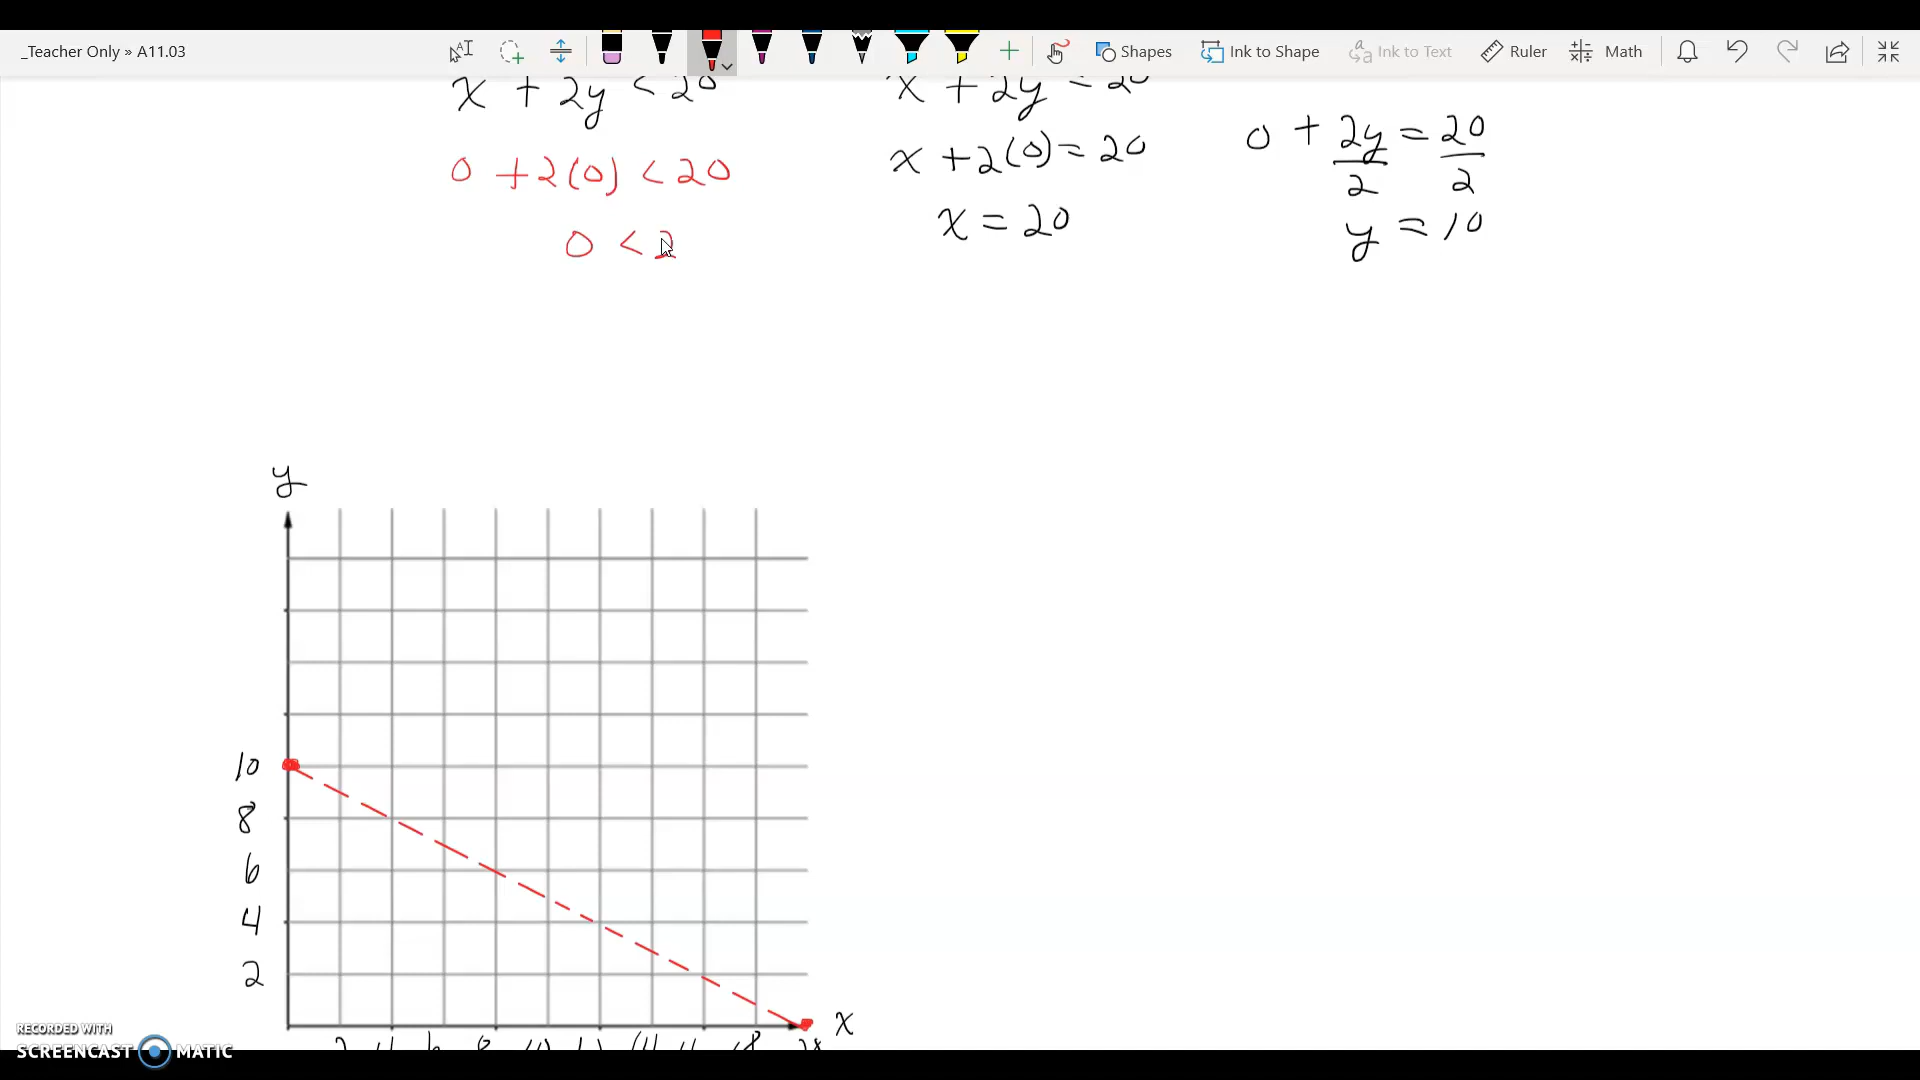 _Teacher Only » A11.03
Shapes
Ink to Shape
Ink to Text
Ruler
Math
x + 2y < 20
0 + 2(0) < 20
0 < 2
x + 2y = 20
x + 2(0) = 20
x = 20
0 + 2y = 20
2 2
y = 10
y
10
8
6
4
2
x
RECORDED WITH
SCREENCAST MATIC